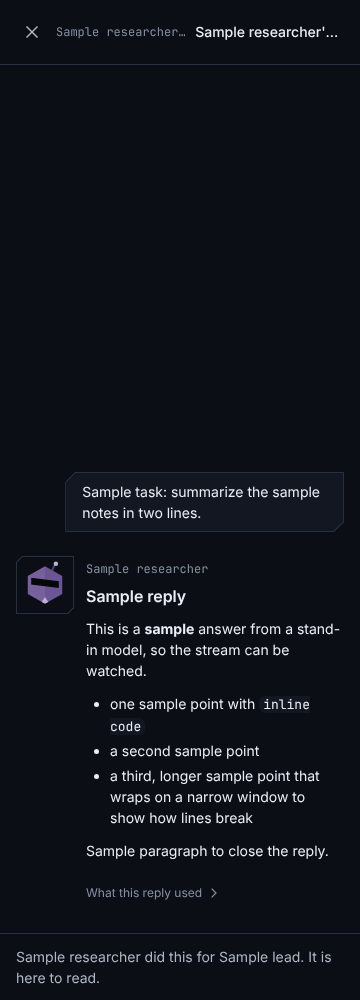 Sample researcher… Sample researcher'...
Sample task: summarize the sample
notes in two lines.
Sample researcher
Sample reply
This is a sample answer from a stand-
in model, so the stream can be
watched.
• one sample point with inline
code
• a second sample point
• a third, longer sample point that
wraps on a narrow window to
show how lines break
Sample paragraph to close the reply.
What this reply used
Sample researcher did this for Sample lead. It is
here to read.